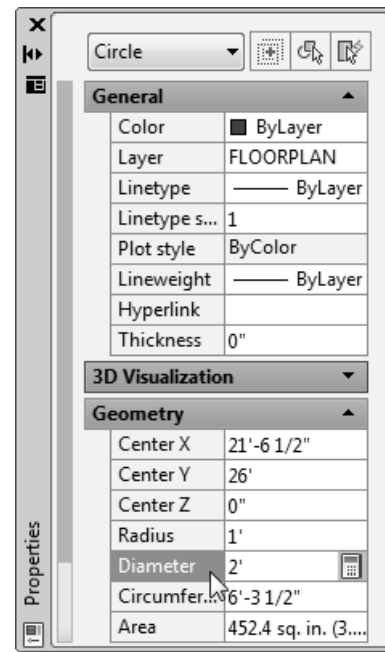 Circle
General
Color ByLayer
Layer FLOORPLAN
Linetype ByLayer
Linetype s... 1
Plot style ByColor
Lineweight ByLayer
Hyperlink
Thickness 0"
3D Visualization
Geometry
Center X 21'-6 1/2"
Center Y 26'
Center Z 0"
Radius 1'
Diameter 2'
Circumfer... 6'-3 1/2"
Area 452.4 sq. in. (3....
Properties